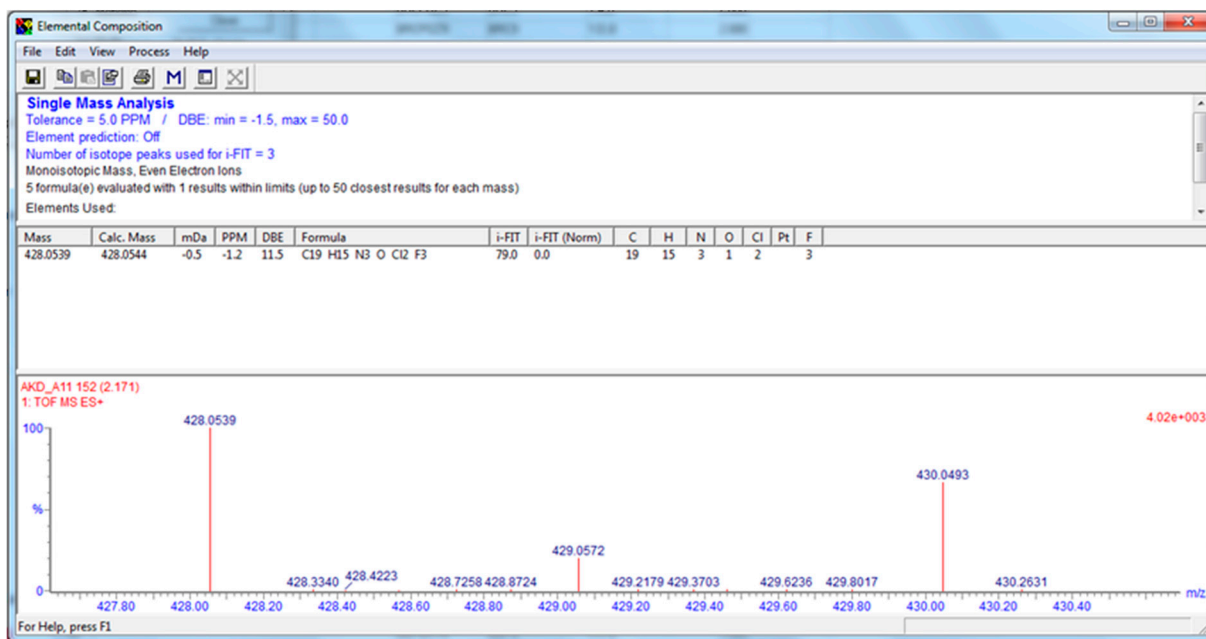 Elemental Composition
File Edit View Process Help
M
Single Mass Analysis
Tolerance = 5.0 PPM / DBE: min = -1.5, max = 50.0
Element prediction: Off
Number of isotope peaks used for i-FIT = 3
Monoisotopic Mass, Even Electron Ions
5 formula(e) evaluated with 1 results within limits (up to 50 closest results for each mass)
Elements Used:
Mass Calc. Mass mDa PPM DBE Formula i-FIT i-FIT (Norm) C H N O Cl Pt F
428.0539 428.0544 -0.5 -1.2 11.5 C19 H15 N3 O Cl2 F3 79.0 0.0 19 15 3 1 2 3
AKD_A11 152 (2.171)
1: TOF MS ES+
4.02e+003
100
428.0539
430.0493
%
429.0572
428.3340 428.4223 428.7258 428.8724 429.2179 429.3703 429.6236 429.8017 430.2631
0
427.80 428.00 428.20 428.40 428.60 428.80 429.00 429.20 429.40 429.60 429.80 430.00 430.20 430.40 m/z
For Help, press F1